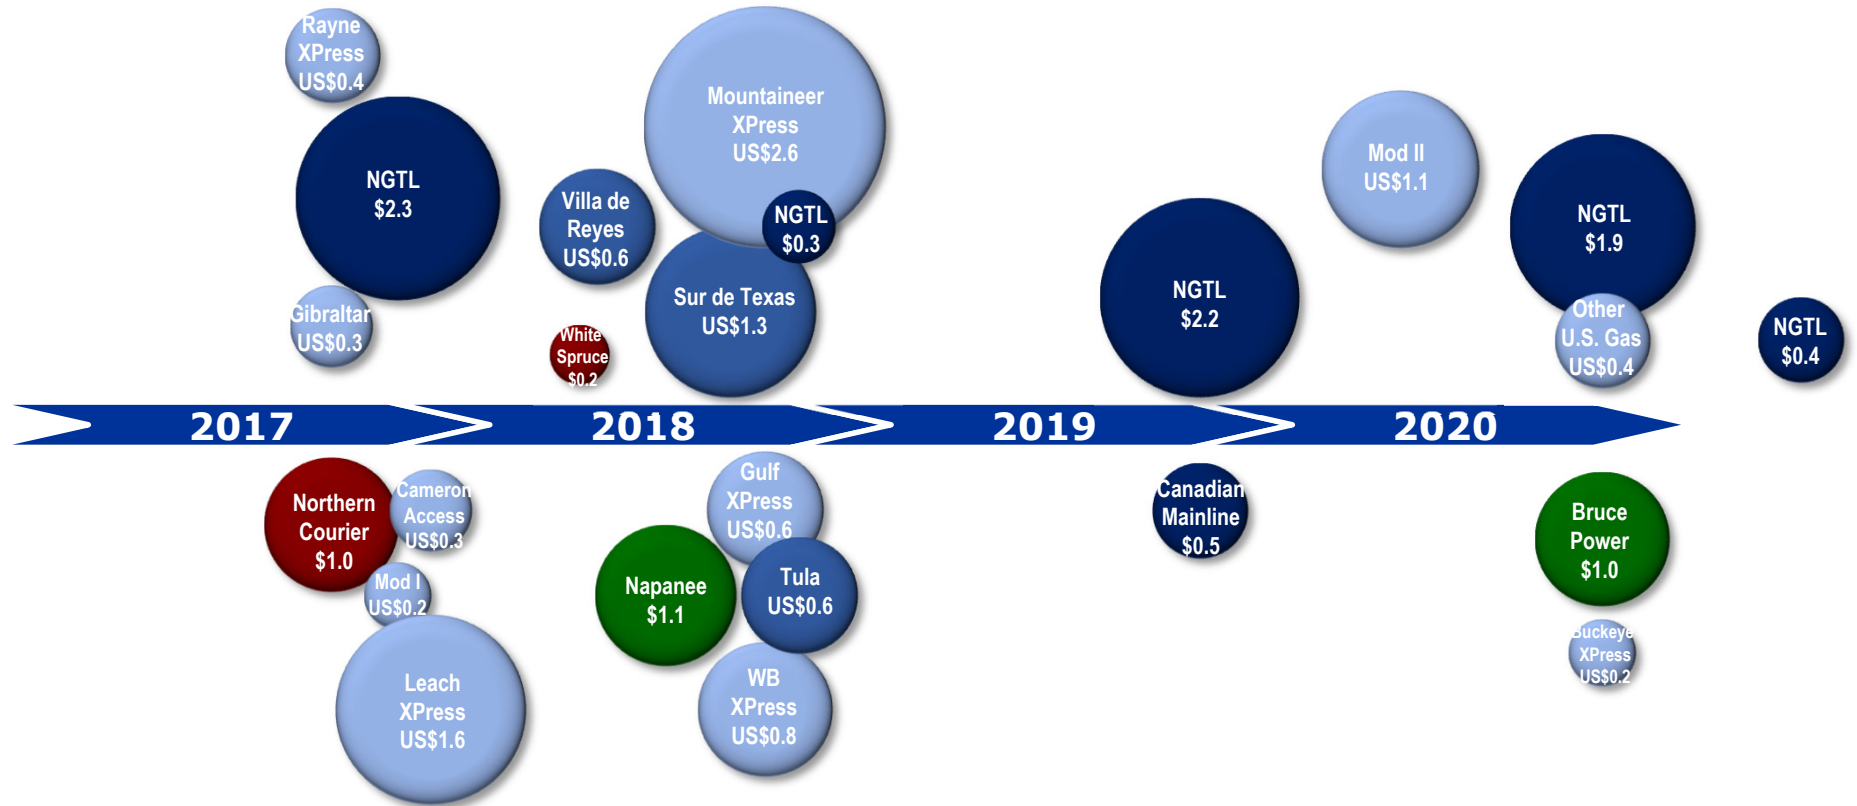 Rayne
XPress
US$0.4
NGTL
$2.3
Gibraltar
US$0.3
Villa de
Reyes
US$0.6
White
Spruce
$0.2
Mountaineer
XPress
US$2.6
NGTL
$0.3
Sur de Texas
US$1.3
NGTL
$2.2
Mod II
US$1.1
NGTL
$1.9
Other
U.S. Gas
US$0.4
NGTL
$0.4
2017
2018
2019
2020
Northern
Courier
$1.0
Cameron
Access
US$0.3
Mod I
US$0.2
Leach
XPress
US$1.6
Gulf
XPress
US$0.6
Napanee
$1.1
Tula
US$0.6
WB
XPress
US$0.8
Canadian
Mainline
$0.5
Bruce
Power
$1.0
Buckeye
XPress
US$0.2